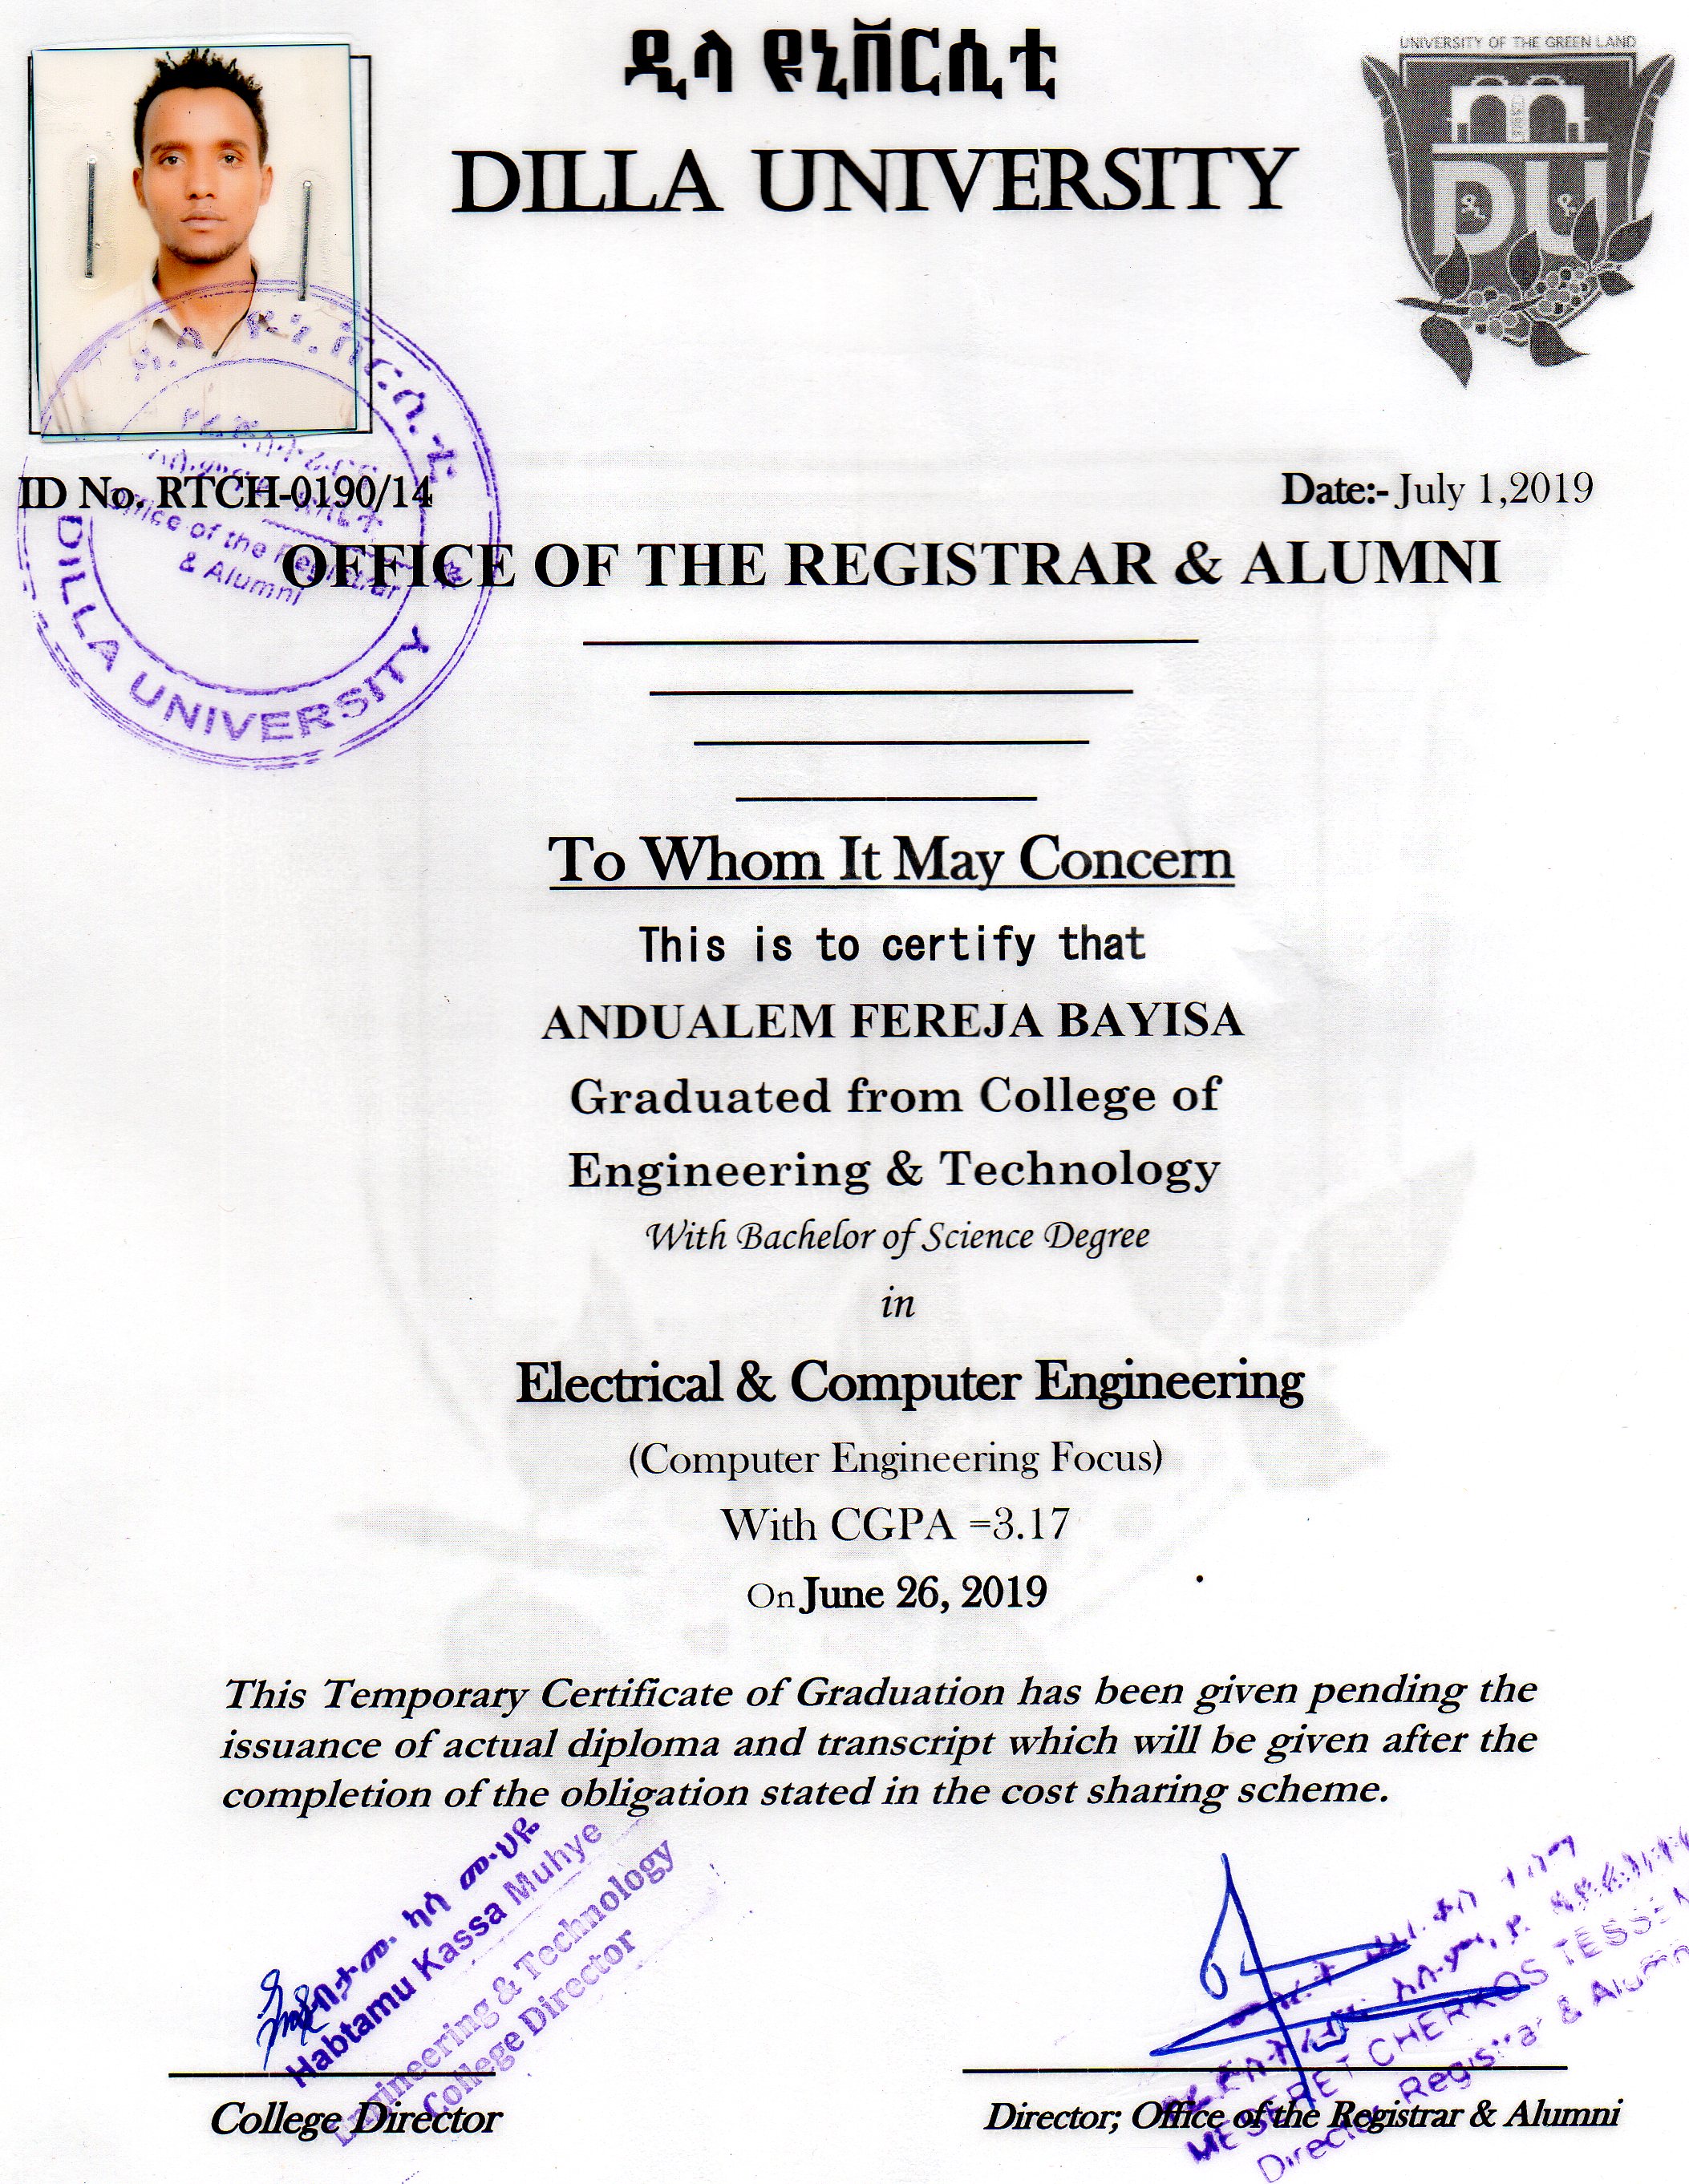 ዲላ ዩኒቨርሲቲ
DILLA UNIVERSITY
UNIVERSITY OF THE GREEN LAND
DU
ID No. RTCH-0190/14
Date:- July 1,2019
ዲላ ዩኒቨርሲቲ
Office of the Registrar
& Alumni
DILLA UNIVERSITY
OFFICE OF THE REGISTRAR & ALUMNI
To Whom It May Concern
This is to certify that
ANDUALEM FEREJA BAYISA
Graduated from College of
Engineering & Technology
With Bachelor of Science Degree
in
Electrical & Computer Engineering
(Computer Engineering Focus)
With CGPA =3.17
On June 26, 2019
This Temporary Certificate of Graduation has been given pending the
issuance of actual diploma and transcript which will be given after the
completion of the obligation stated in the cost sharing scheme.
ሀብታሙ ካሳ ሙህዬ
Habtamu Kassa Muhye
Engineering & Technology
College Director
College Director
MESERET CHERKOS
Director Registrar & Alumni
Director; Office of the Registrar & Alumni